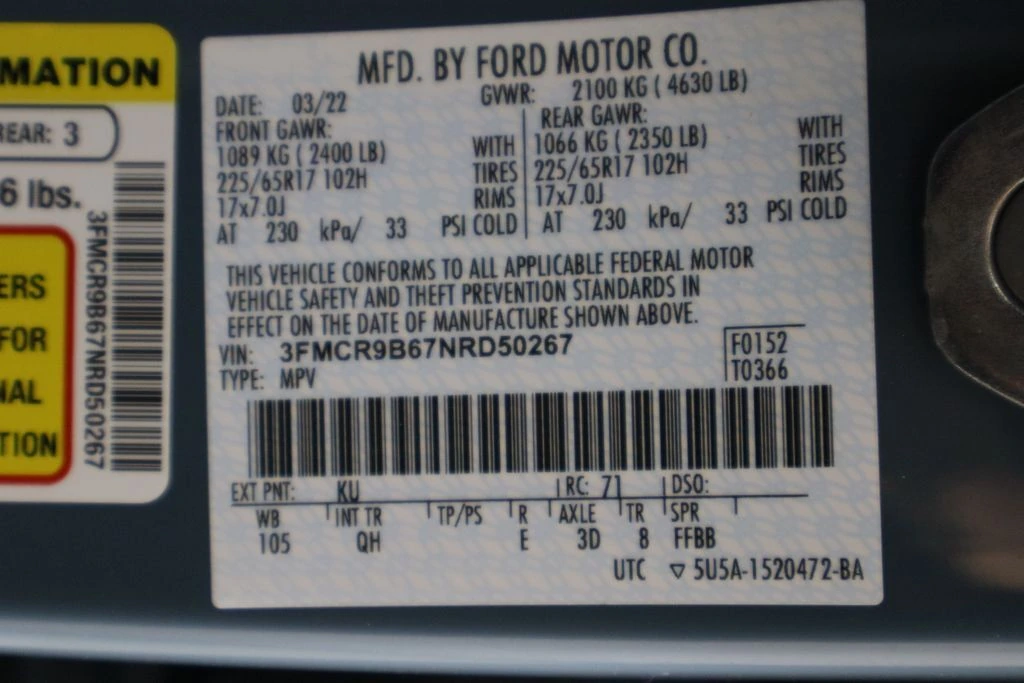 MATION
REAR: 3
6 lbs.
ERS
FOR
NAL
TION
3FMCR9B67NRD50267
MFD. BY FORD MOTOR CO.
DATE: 03/22 GVWR: 2100 KG ( 4630 LB)
FRONT GAWR:
1089 KG ( 2400 LB) WITH
225/65R17 102H TIRES
17x7.0J RIMS
AT 230 kPa/ 33 PSI COLD
REAR GAWR:
1066 KG ( 2350 LB) WITH
225/65R17 102H TIRES
17x7.0J RIMS
AT 230 kPa/ 33 PSI COLD
THIS VEHICLE CONFORMS TO ALL APPLICABLE FEDERAL MOTOR
VEHICLE SAFETY AND THEFT PREVENTION STANDARDS IN
EFFECT ON THE DATE OF MANUFACTURE SHOWN ABOVE.
VIN: 3FMCR9B67NRD50267 F0152
TYPE: MPV T0366
EXT PNT: KU RC: 71 DSO:
WB INT TR TP/PS R AXLE TR SPR
105 QH E 3D 8 FFBB
UTC ▽ 5U5A-1520472-BA